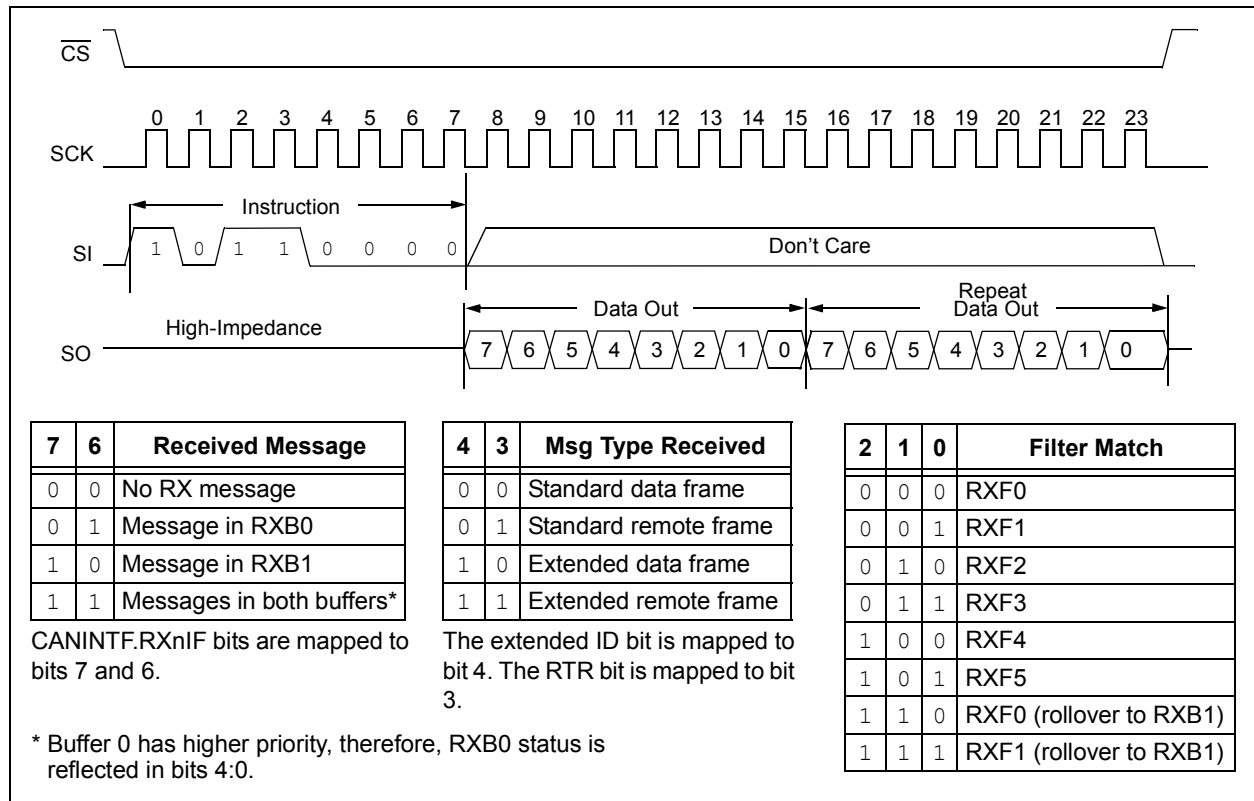 CS
0 1 2 3 4 5 6 7 8 9 10 11 12 13 14 15 16 17 18 19 20 21 22 23
SCK
Instruction
SI 1 0 1 1 0 0 0 0 Don't Care
High-Impedance
Data Out
Repeat
Data Out
SO 7 6 5 4 3 2 1 0 7 6 5 4 3 2 1 0
7 6 Received Message
0 0 No RX message
0 1 Message in RXB0
1 0 Message in RXB1
1 1 Messages in both buffers*
CANINTF.RXnIF bits are mapped to
bits 7 and 6.
4 3 Msg Type Received
0 0 Standard data frame
0 1 Standard remote frame
1 0 Extended data frame
1 1 Extended remote frame
The extended ID bit is mapped to
bit 4. The RTR bit is mapped to bit
3.
2 1 0 Filter Match
0 0 0 RXF0
0 0 1 RXF1
0 1 0 RXF2
0 1 1 RXF3
1 0 0 RXF4
1 0 1 RXF5
1 1 0 RXF0 (rollover to RXB1)
1 1 1 RXF1 (rollover to RXB1)
* Buffer 0 has higher priority, therefore, RXB0 status is
reflected in bits 4:0.